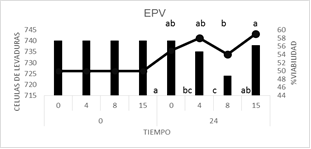 EPV
ab ab b a
745 60
740 58
735 56
730 54
725 52
720 50
715 48
46
44
a bc c ab
CELULAS DE LEVADURAS
%VIABILIDAD
0 4 8 15 0 4 8 15
0 24
TIEMPO